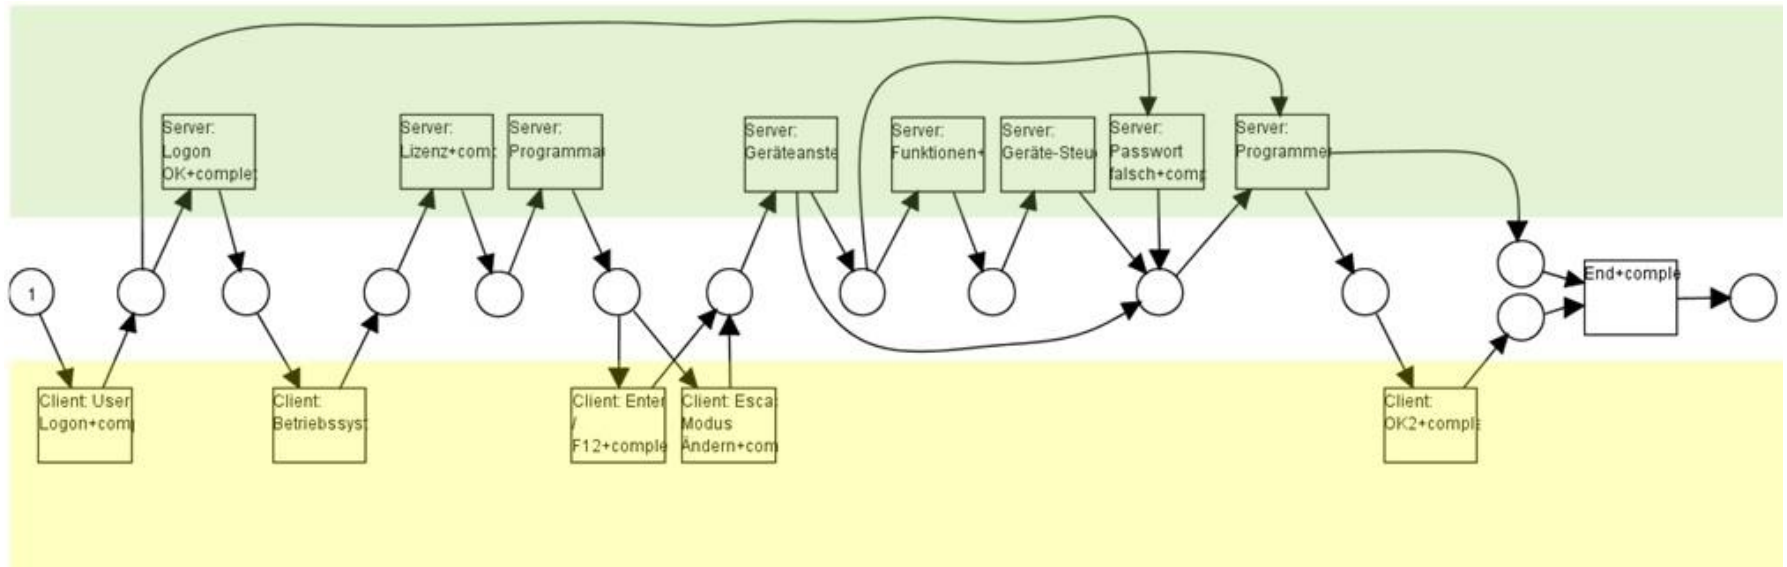 Server:
Logon
OK+complet
Server:
Lizenz+com
Server:
Programmai
Server:
Geräteanste
Server:
Funktionen+
Server:
Geräte-Steu
Server:
Passwort
falsch+comp
Server:
Programmer
1
End+comple
Client: User
Logon+com
Client:
Betriebssys
Client: Enter
/
F12+comple
Client: Esca
Modus
Ändern+com
Client:
OK2+comple